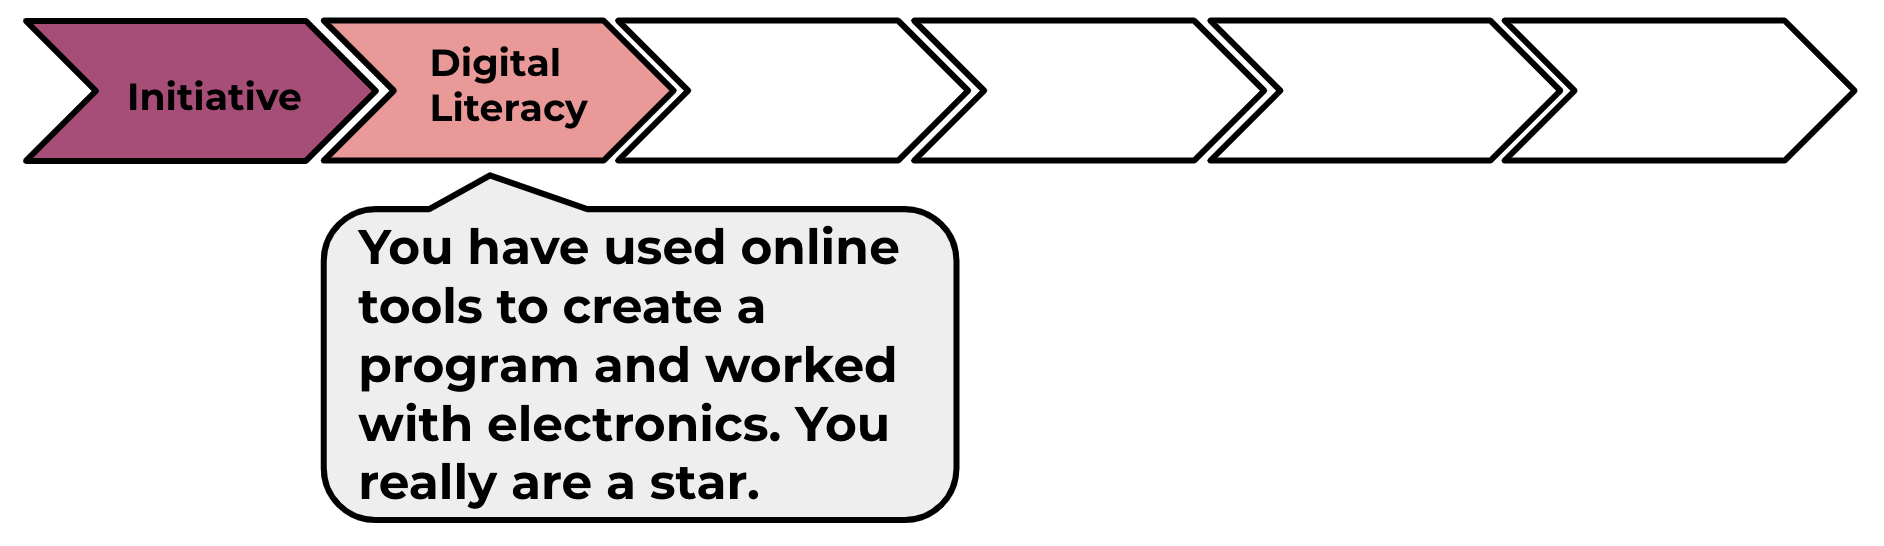 Initiative
Digital
Literacy
You have used online
tools to create a
program and worked
with electronics. You
really are a star.